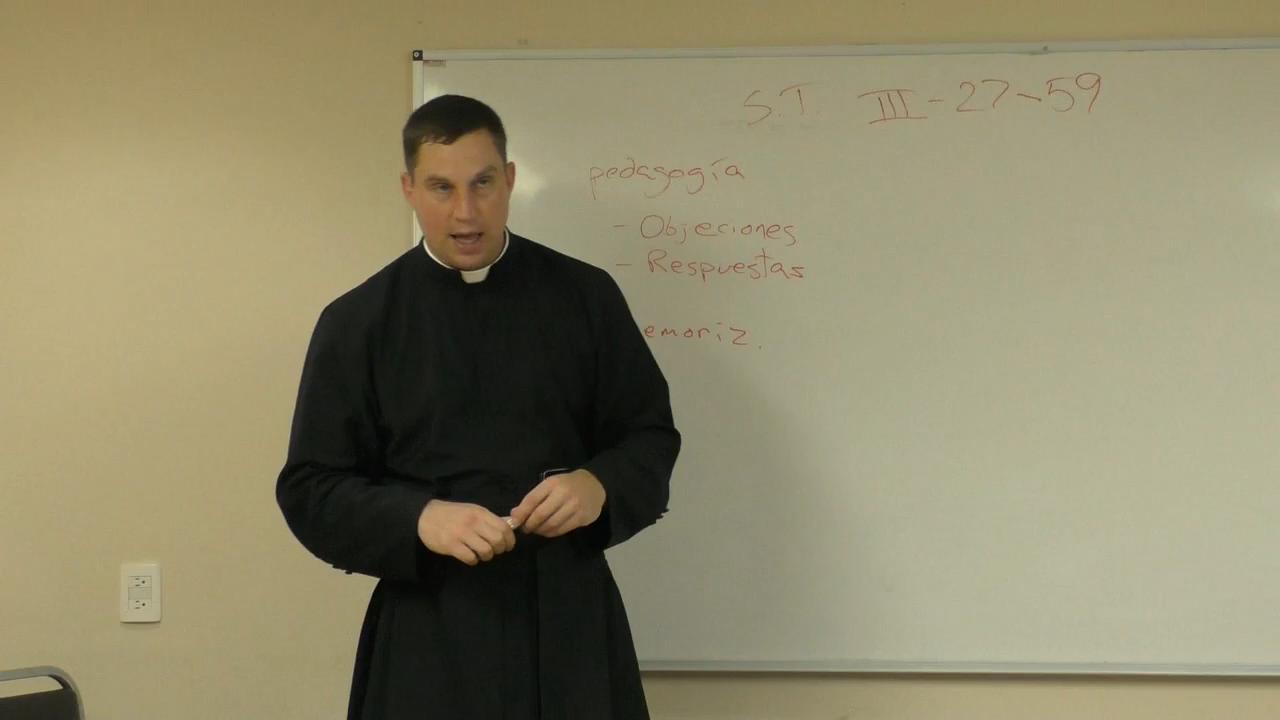 S.T. III - 27-59
pedagogía
- Objeciones
- Respuestas
emoriz.